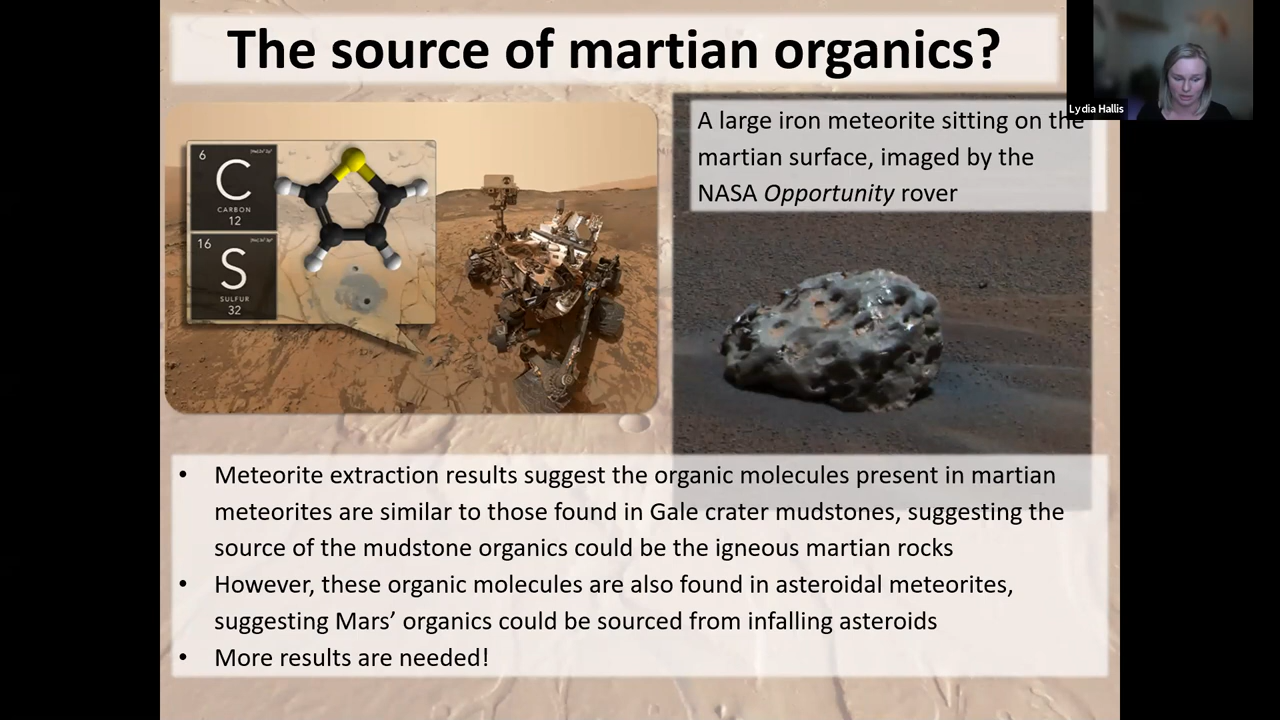 The source of martian organics?
Lydia Hallis
6
C
CARBON
12
16
S
SULFUR
32
A large iron meteorite sitting on the
martian surface, imaged by the
NASA Opportunity rover
• Meteorite extraction results suggest the organic molecules present in martian
meteorites are similar to those found in Gale crater mudstones, suggesting the
source of the mudstone organics could be the igneous martian rocks
• However, these organic molecules are also found in asteroidal meteorites,
suggesting Mars’ organics could be sourced from infalling asteroids
• More results are needed!